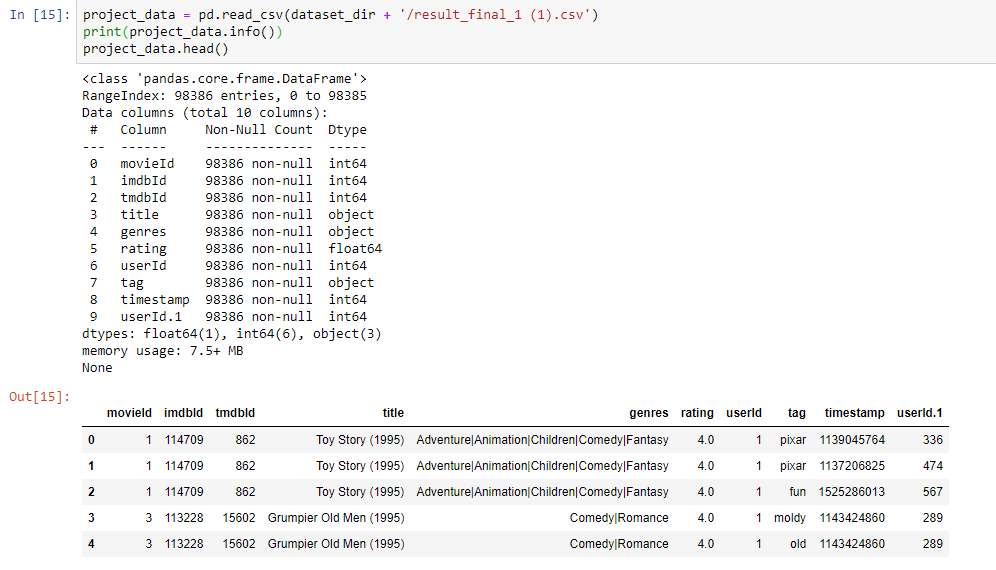 In [15]: project_data = pd.read_csv(dataset_dir + '/result_final_1 (1).csv')
print(project_data.info())
project_data.head()
<class 'pandas.core.frame.DataFrame'>
RangeIndex: 98386 entries, 0 to 98385
Data columns (total 10 columns):
 #   Column     Non-Null Count  Dtype
---  ------     --------------  -----
 0   movieId    98386 non-null  int64
 1   imdbId     98386 non-null  int64
 2   tmdbId     98386 non-null  int64
 3   title      98386 non-null  object
 4   genres     98386 non-null  object
 5   rating     98386 non-null  float64
 6   userId     98386 non-null  int64
 7   tag        98386 non-null  object
 8   timestamp  98386 non-null  int64
 9   userId.1   98386 non-null  int64
dtypes: float64(1), int64(6), object(3)
memory usage: 7.5+ MB
None
Out[15]:
movieId imdbId tmdbId title genres rating userId tag timestamp userId.1
0 1 114709 862 Toy Story (1995) Adventure|Animation|Children|Comedy|Fantasy 4.0 1 pixar 1139045764 336
1 1 114709 862 Toy Story (1995) Adventure|Animation|Children|Comedy|Fantasy 4.0 1 pixar 1137206825 474
2 1 114709 862 Toy Story (1995) Adventure|Animation|Children|Comedy|Fantasy 4.0 1 fun 1525286013 567
3 3 113228 15602 Grumpier Old Men (1995) Comedy|Romance 4.0 1 moldy 1143424860 289
4 3 113228 15602 Grumpier Old Men (1995) Comedy|Romance 4.0 1 old 1143424860 289